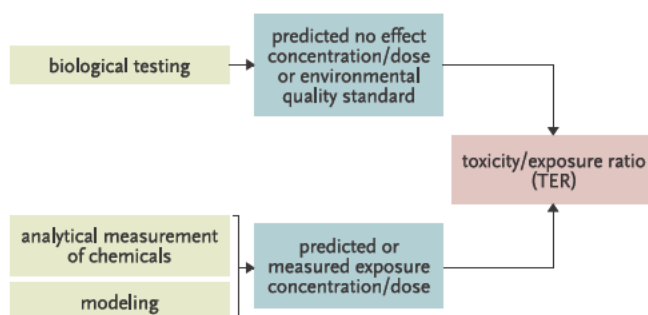 biological testing
predicted no effect
concentration/dose
or environmental
quality standard
toxicity/exposure ratio
(TER)
analytical measurement
of chemicals
modeling
predicted or
measured exposure
concentration/dose